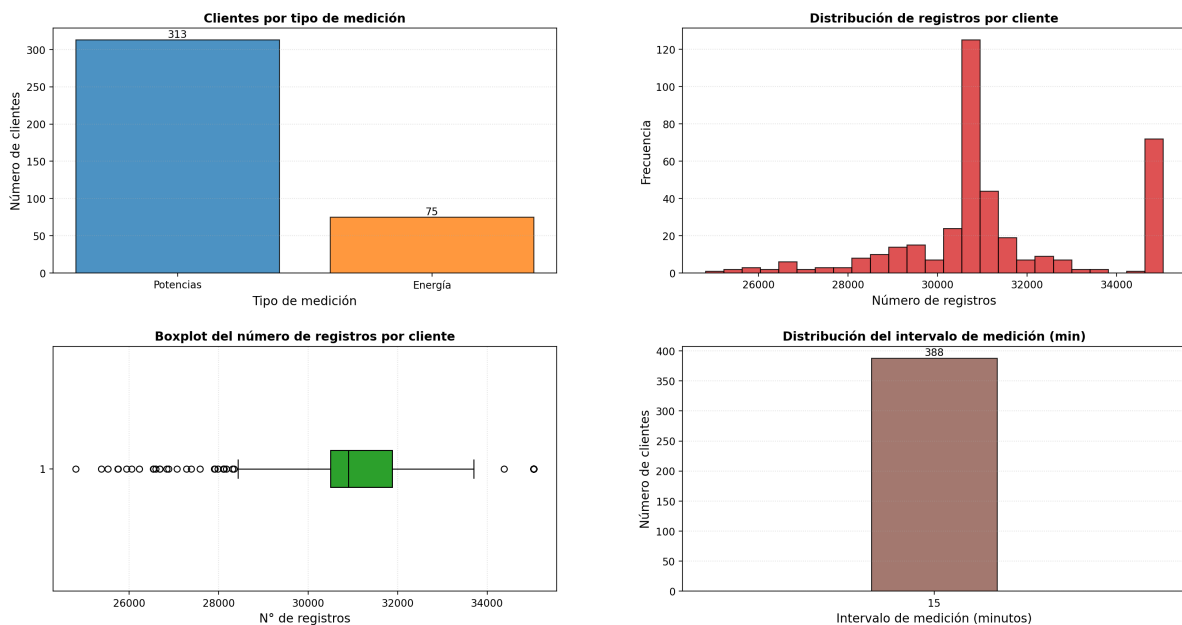 Clientes por tipo de medición
313
75
300
250
200
150
100
50
0
Número de clientes
Potencias
Energía
Tipo de medición
Distribución de registros por cliente
120
100
80
60
40
20
0
Frecuencia
26000
28000
30000
32000
34000
Número de registros
Boxplot del número de registros por cliente
1
26000
28000
30000
32000
34000
N° de registros
Distribución del intervalo de medición (min)
388
400
350
300
250
200
150
100
50
0
Número de clientes
15
Intervalo de medición (minutos)